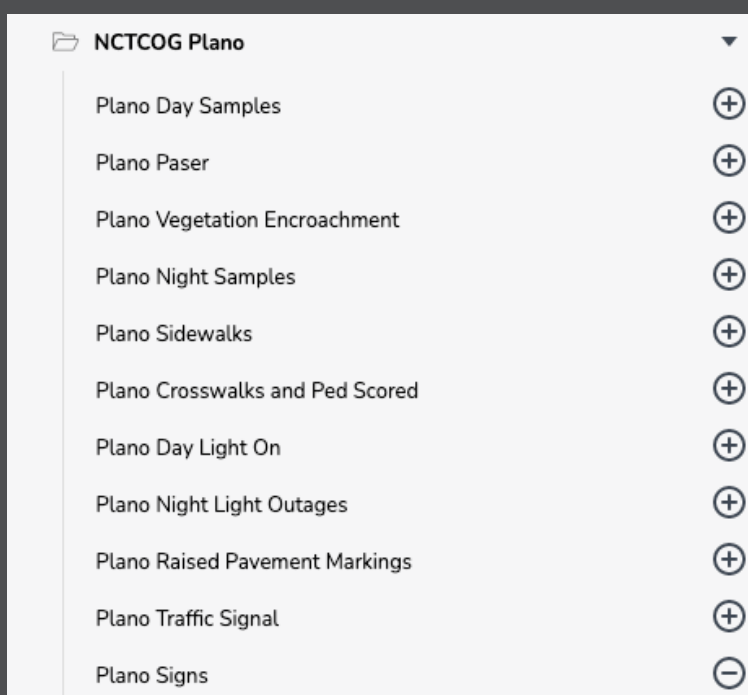 NCTCOG Plano
Plano Day Samples
Plano Paser
Plano Vegetation Encroachment
Plano Night Samples
Plano Sidewalks
Plano Crosswalks and Ped Scored
Plano Day Light On
Plano Night Light Outages
Plano Raised Pavement Markings
Plano Traffic Signal
Plano Signs